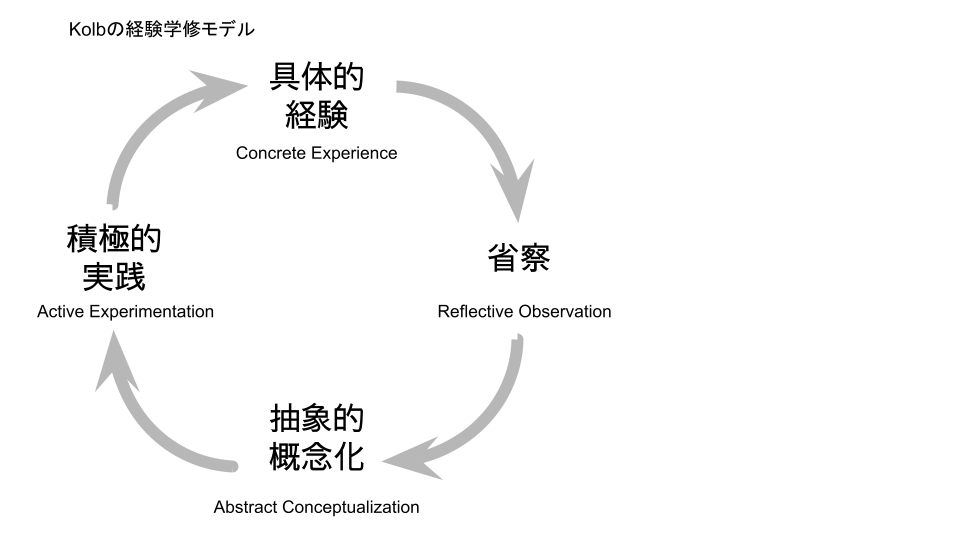 Kolbの経験学修モデル
具体的
経験
Concrete Experience
省察
Reflective Observation
抽象的
概念化
Abstract Conceptualization
積極的
実践
Active Experimentation